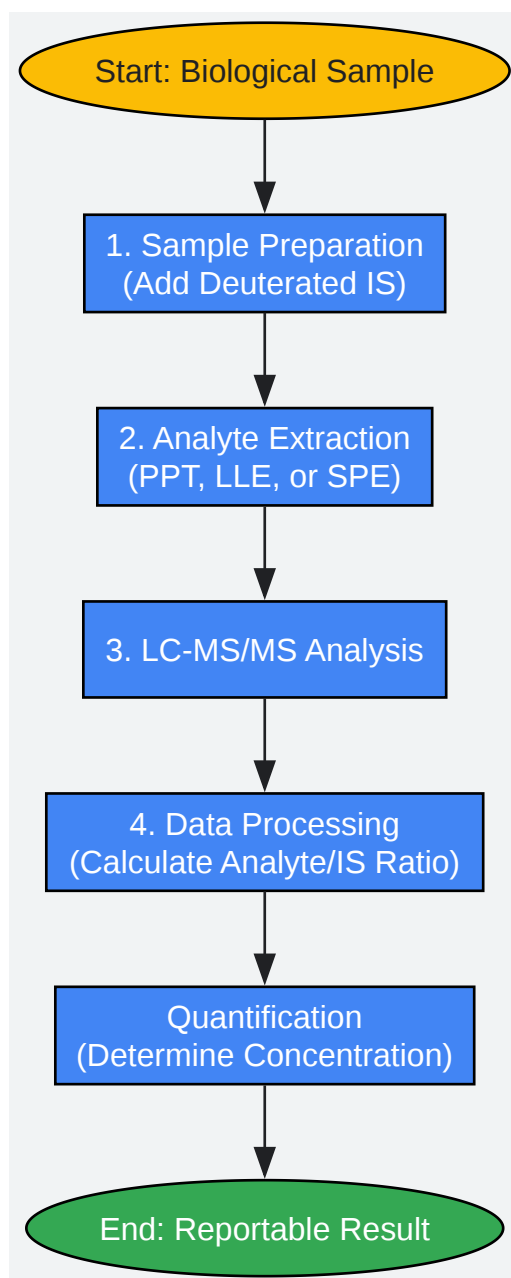 Start: Biological Sample
1. Sample Preparation
(Add Deuterated IS)
2. Analyte Extraction
(PPT, LLE, or SPE)
3. LC-MS/MS Analysis
4. Data Processing
(Calculate Analyte/IS Ratio)
Quantification
(Determine Concentration)
End: Reportable Result